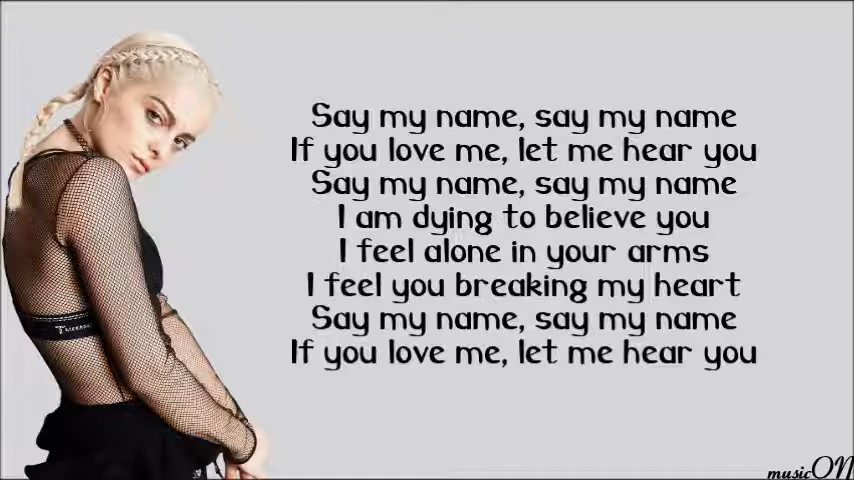 Say my name, say my name
If you love me, let me hear you
Say my name, say my name
I am dying to believe you
I feel alone in your arms
I feel you breaking my heart
Say my name, say my name
If you love me, let me hear you
musicON